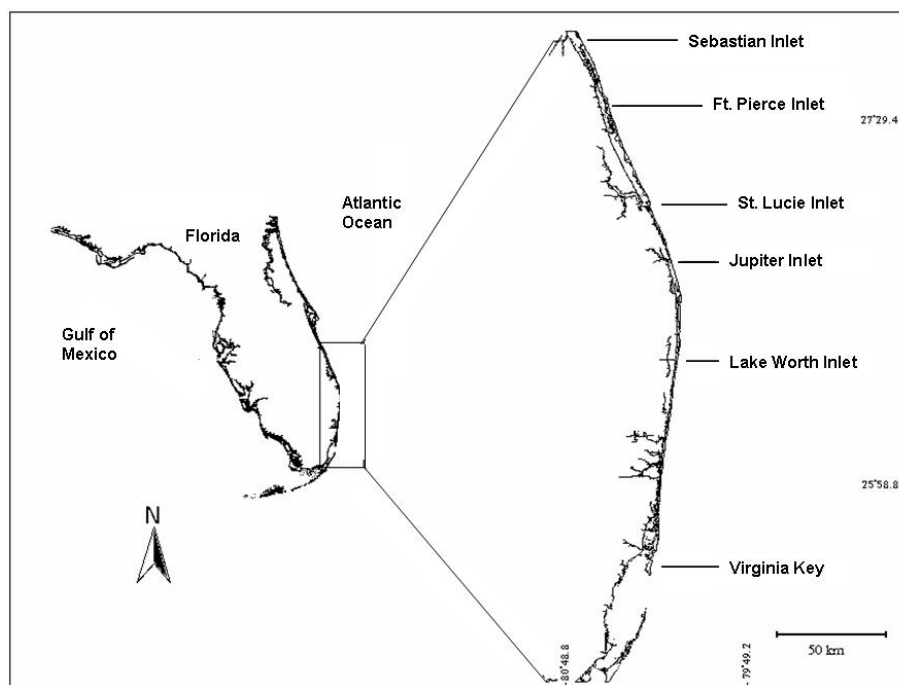 Sebastian Inlet
Ft. Pierce Inlet
27°29.4
Atlantic
Ocean
St. Lucie Inlet
Florida
Jupiter Inlet
Gulf of
Mexico
Lake Worth Inlet
25°58.8
N
Virginia Key
50 km
-80°48.8
-79°49.2